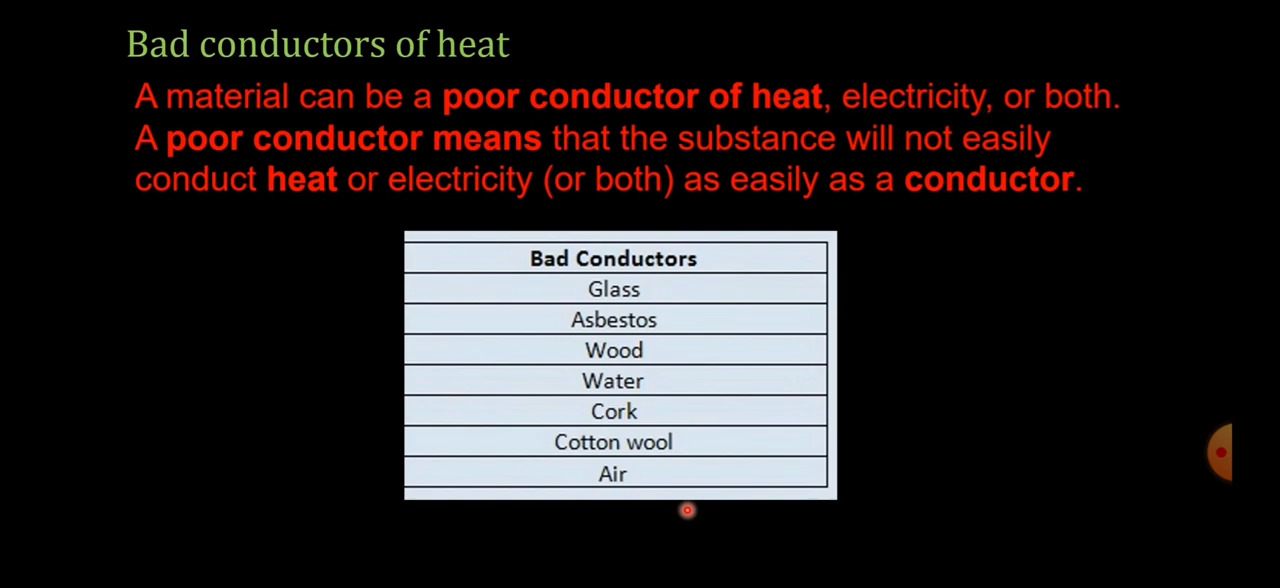 Bad conductors of heat
A material can be a poor conductor of heat, electricity, or both.
A poor conductor means that the substance will not easily
conduct heat or electricity (or both) as easily as a conductor.
Bad Conductors
Glass
Asbestos
Wood
Water
Cork
Cotton wool
Air